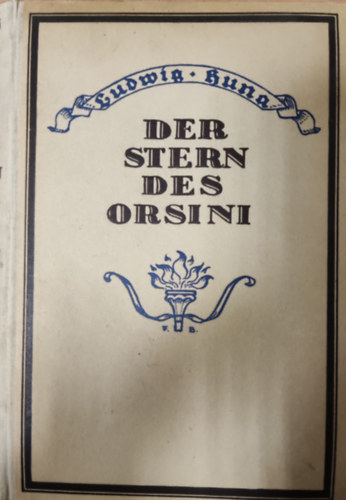 Ludwig · Huna
DER
STERN
DES
ORSINI
F. B.